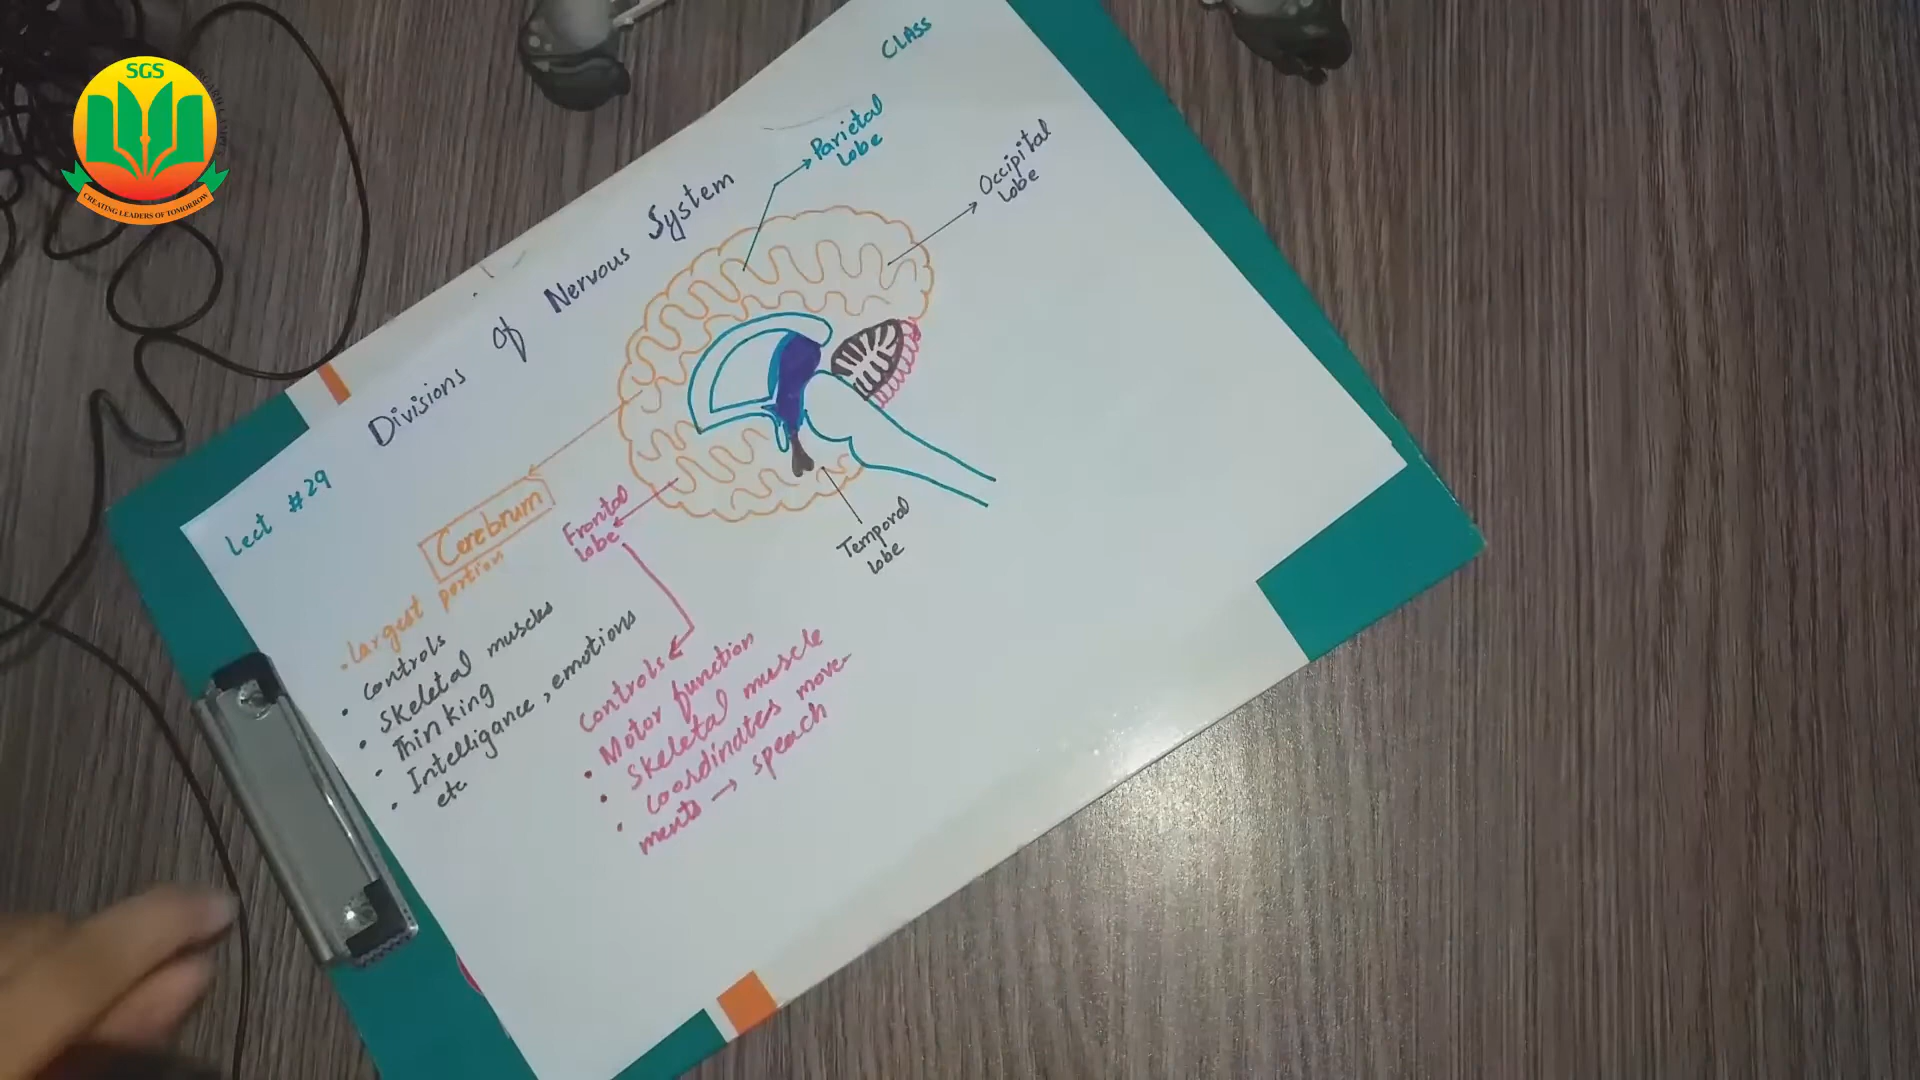 SGS
CREATING LEADERS OF TOMORROW
Lect #29
CLASS
Divisions of Nervous System
Parietal
lobe
Occipital
lobe
Cerebrum
.largest portion
• controls
• skeletal muscles
• Thinking
• Intelligance, emotions
etc
Frontal
lobe
Controls
• Motor function
• skeletal muscle
• coordinates move-
ments → speach
Temporal
lobe